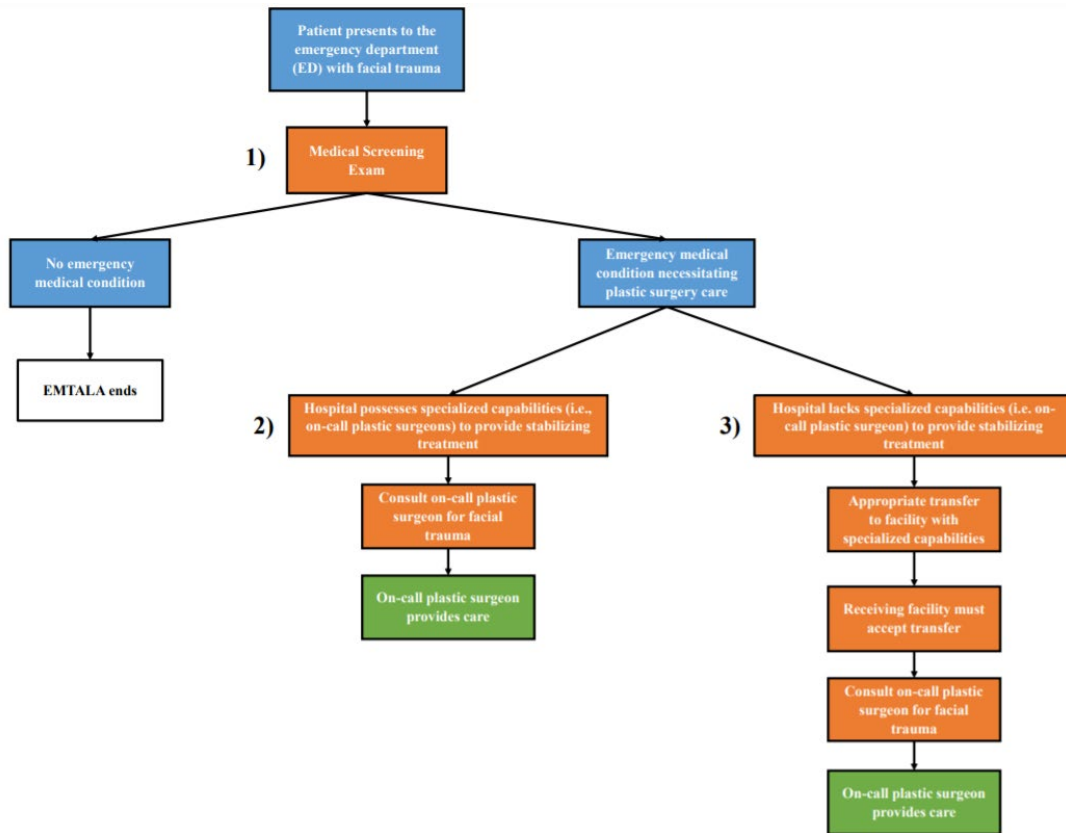 Patient presents to the
emergency department
(ED) with facial trauma
1)
Medical Screening
Exam
No emergency
medical condition
Emergency medical
condition necessitating
plastic surgery care
EMTALA ends
2)
Hospital possesses specialized capabilities (i.e.,
on-call plastic surgeons) to provide stabilizing
treatment
3)
Hospital lacks specialized capabilities (i.e. on-
call plastic surgeon) to provide stabilizing
treatment
Consult on-call plastic
surgeon for facial
trauma
On-call plastic surgeon
provides care
Appropriate transfer
to facility with
specialized capabilities
Receiving facility must
accept transfer
Consult on-call plastic
surgeon for facial
trauma
On-call plastic surgeon
provides care